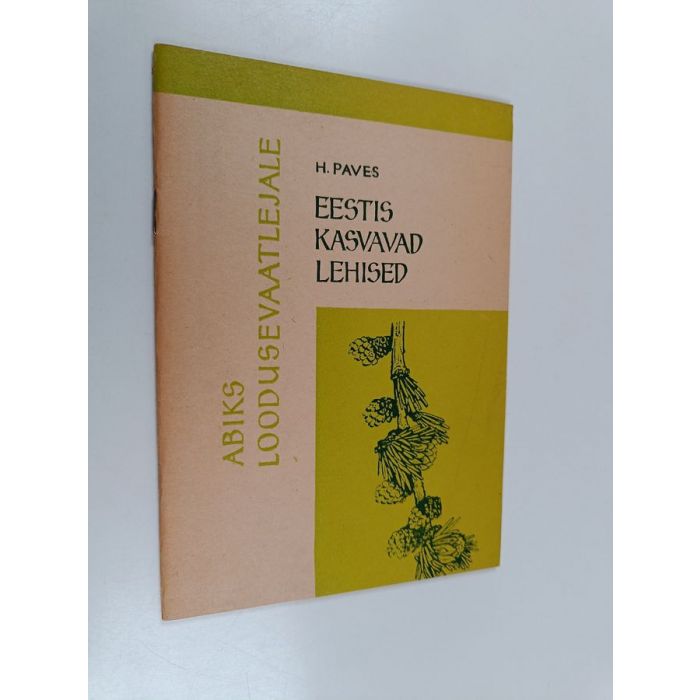 ABIKS
LOODUSEVAATLEJALE
H. PAVES
EESTIS
KASVAVAD
LEHISED